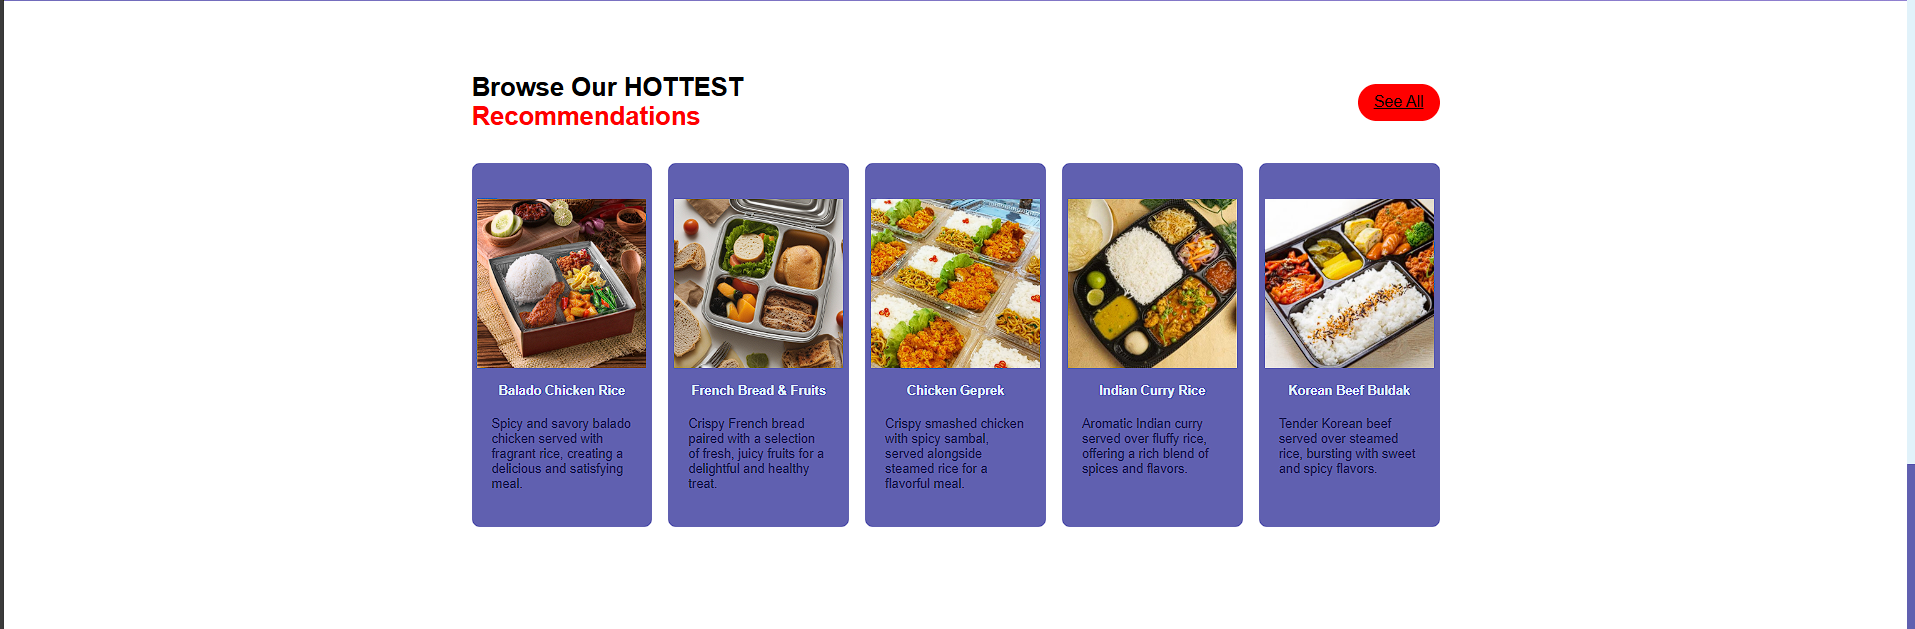 Browse Our HOTTEST
Recommendations
See All
Balado Chicken Rice
Spicy and savory balado
chicken served with
fragrant rice, creating a
delicious and satisfying
meal.
French Bread & Fruits
Crispy French bread
paired with a selection
of fresh, juicy fruits for a
delightful and healthy
treat.
Chicken Geprek
Crispy smashed chicken
with spicy sambal,
served alongside
steamed rice for a
flavorful meal.
Indian Curry Rice
Aromatic Indian curry
served over fluffy rice,
offering a rich blend of
spices and flavors.
Korean Beef Buldak
Tender Korean beef
served over steamed
rice, bursting with sweet
and spicy flavors.